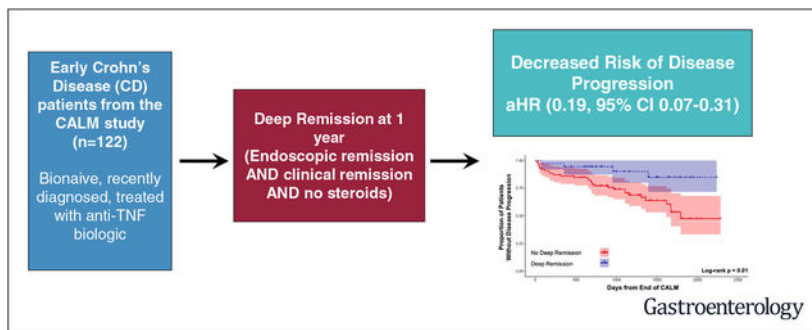 Early Crohn's
Disease (CD)
patients from the
CALM study
(n=122)
Bionaive, recently
diagnosed, treated
with anti-TNF
biologic
Deep Remission at 1
year
(Endoscopic remission
AND clinical remission
AND no steroids)
Decreased Risk of Disease
Progression
aHR (0.19, 95% CI 0.07-0.31)
Proportion of Patients
Without Disease Progression
No Deep Remission
Deep Remission
Log-rank p = 0.01
Days from End of CALM
Gastroenterology